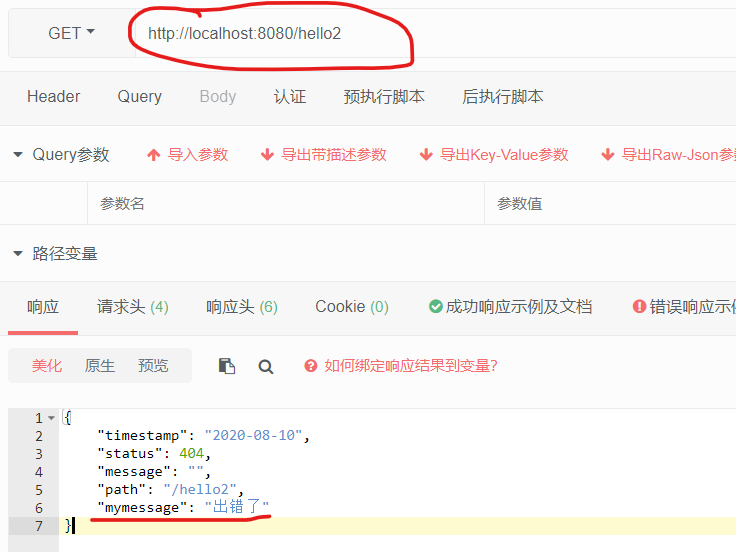 GET http://localhost:8080/hello2
Header Query Body 认证 预执行脚本 后执行脚本
Query参数 导入参数 导出带描述参数 导出Key-Value参数 导出Raw-Json参
参数名 参数值
路径变量
响应 请求头 (4) 响应头 (6) Cookie (0) 成功响应示例及文档 错误响应示
美化 原生 预览 如何绑定响应结果到变量?
1 {
2 "timestamp": "2020-08-10",
3 "status": 404,
4 "message": "",
5 "path": "/hello2",
6 "mymessage": "出错了"
7 }